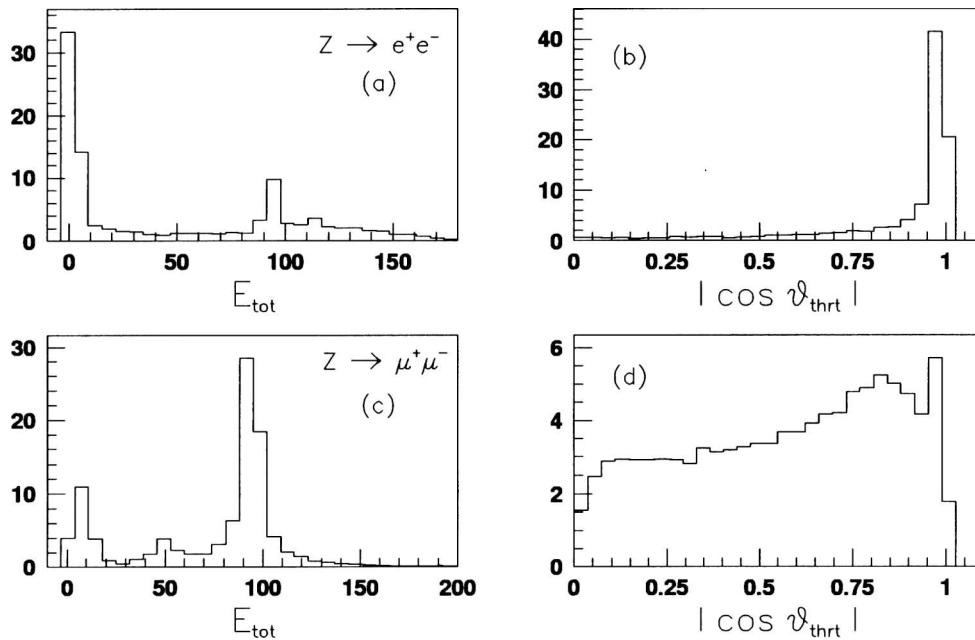 Z → e⁺e⁻
(a)
30
20
10
0
0 50 100 150
E_tot
(b)
40
30
20
10
0
0 0.25 0.5 0.75 1
| cos ϑ_thrt |
Z → μ⁺μ⁻
(c)
30
20
10
0
0 50 100 150 200
E_tot
(d)
6
4
2
0
0 0.25 0.5 0.75 1
| cos ϑ_thrt |